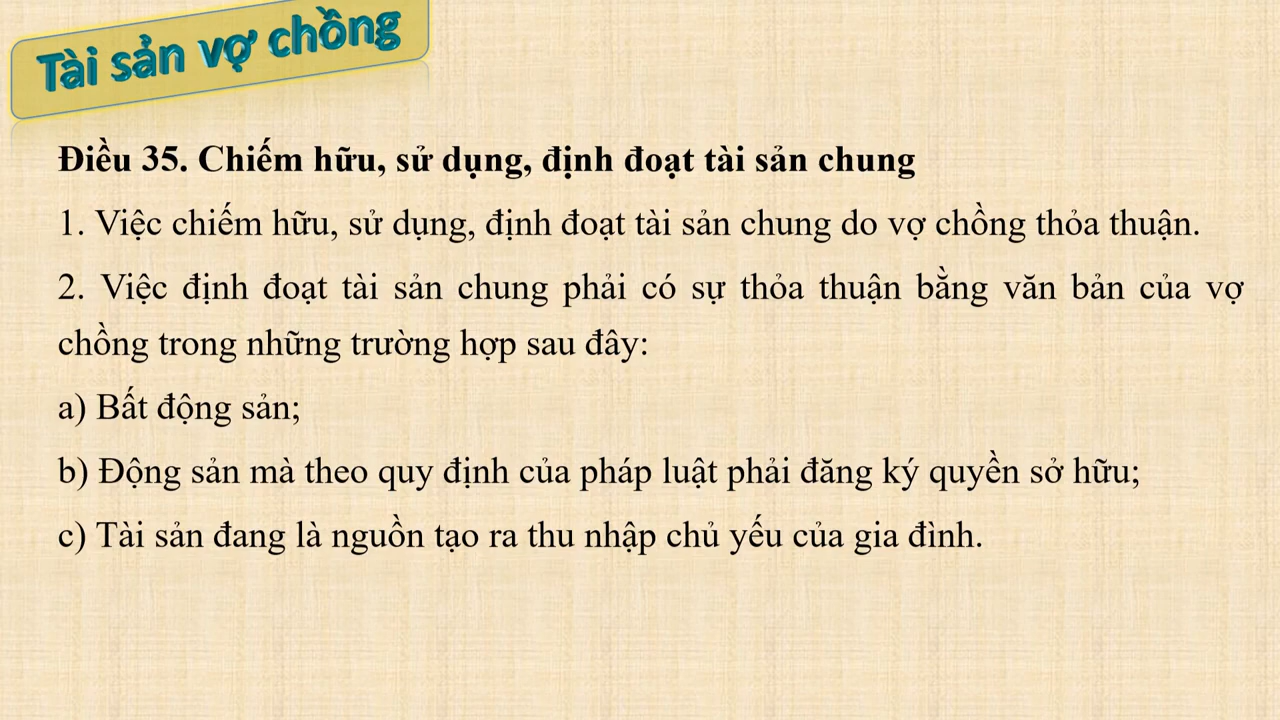 Tài sản vợ chồng
Điều 35. Chiếm hữu, sử dụng, định đoạt tài sản chung
1. Việc chiếm hữu, sử dụng, định đoạt tài sản chung do vợ chồng thỏa thuận.
2. Việc định đoạt tài sản chung phải có sự thỏa thuận bằng văn bản của vợ
chồng trong những trường hợp sau đây:
a) Bất động sản;
b) Động sản mà theo quy định của pháp luật phải đăng ký quyền sở hữu;
c) Tài sản đang là nguồn tạo ra thu nhập chủ yếu của gia đình.